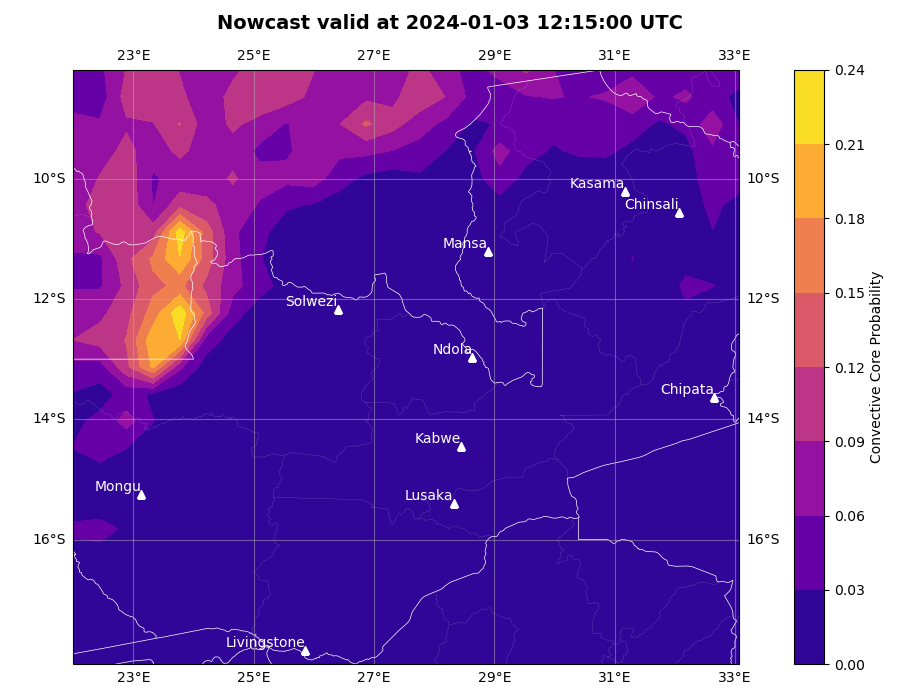 Nowcast valid at 2024-01-03 12:15:00 UTC
23°E 25°E 27°E 29°E 31°E 33°E
0.24
0.21
10°S Kasama 10°S
Chinsali
0.18
Mansa
12°S Solwezi 12°S
0.15
Ndola
0.12
Chipata
14°S 14°S
Kabwe
0.09
Mongu
Lusaka
0.06
16°S 16°S
0.03
Livingstone
0.00
23°E 25°E 27°E 29°E 31°E 33°E
Convective Core Probability